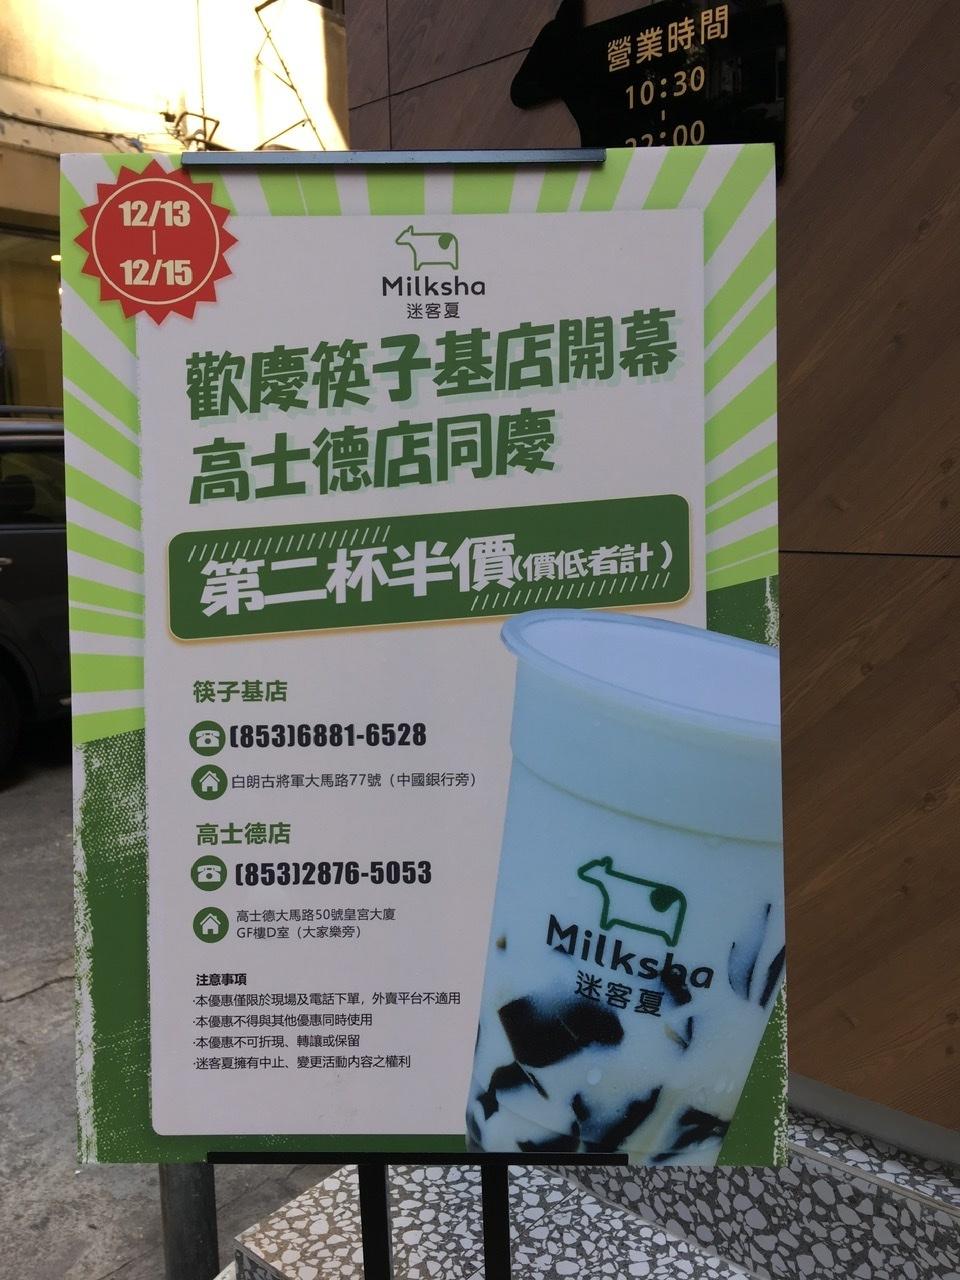 營業時間
10:30
-
22:00
12/13
-
12/15
Milksha
迷客夏
歡慶筷子基店開幕
高士德店同慶
第二杯半價(價低者計)
筷子基店
(853)6881-6528
白朗古將軍大馬路77號（中國銀行旁）
高士德店
(853)2876-5053
高士德大馬路50號皇宮大廈
GF樓D室（大家樂旁）
注意事項
·本優惠僅限於現場及電話下單，外賣平台不適用
·本優惠不得與其他優惠同時使用
·本優惠不可折現、轉讓或保留
·迷客夏擁有中止、變更活動內容之權利
Milksha
迷客夏